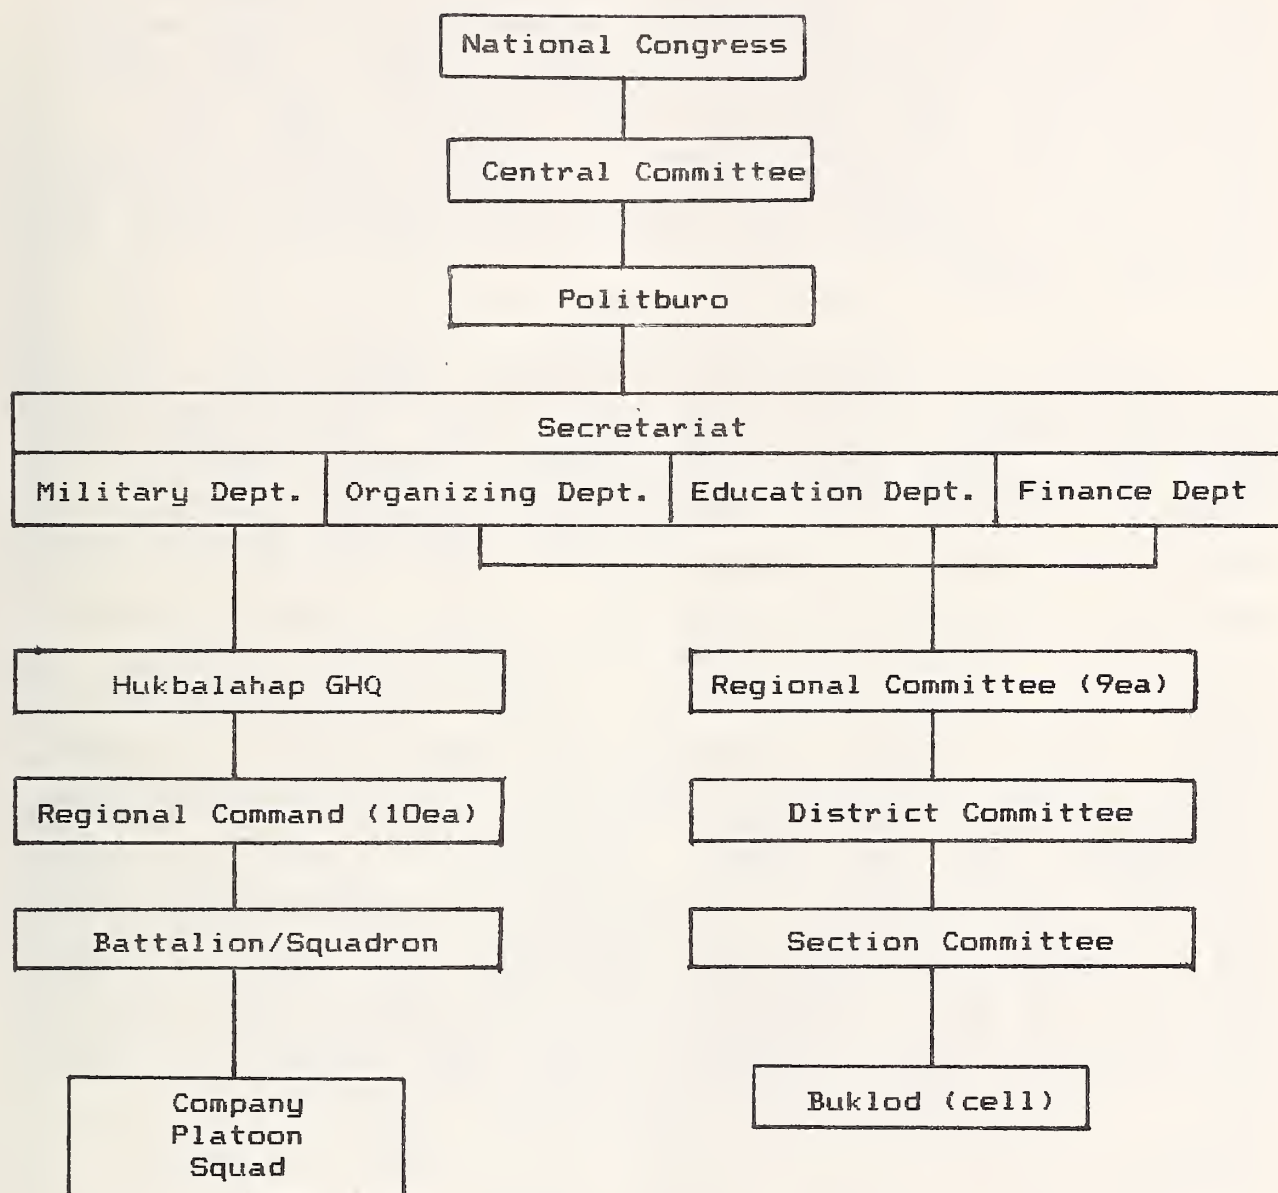 National Congress
Central Committee
Politburo
Secretariat
Military Dept.
Organizing Dept.
Education Dept.
Finance Dept
Hukbalahap GHQ
Regional Committee (9ea)
Regional Command (10ea)
District Committee
Battalion/Squadron
Section Committee
Company
Platoon
Squad
Buklod (cell)